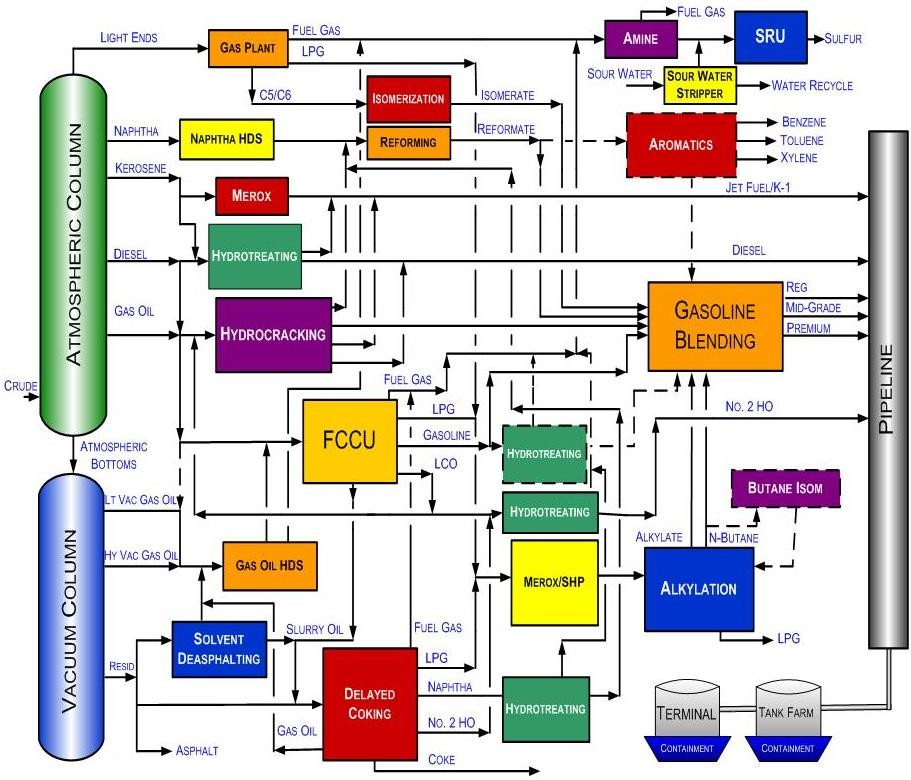 FUEL GAS
LIGHT ENDS
GAS PLANT
FUEL GAS
LPG
AMINE
SRU
SULFUR
SOUR WATER
SOUR WATER
STRIPPER
WATER RECYCLE
C5/C6
ISOMERIZATION
ISOMERATE
NAPHTHA
NAPHTHA HDS
REFORMING
REFORMATE
AROMATICS
BENZENE
TOLUENE
XYLENE
KEROSENE
MEROX
JET FUEL/K-1
ATMOSPHERIC COLUMN
DIESEL
HYDROTREATING
DIESEL
GAS OIL
HYDROCRACKING
GASOLINE
BLENDING
REG
MID-GRADE
PREMIUM
PIPELINE
CRUDE
FUEL GAS
FCCU
LPG
GASOLINE
LCO
NO. 2 HO
ATMOSPHERIC
BOTTOMS
HYDROTREATING
LT VAC GAS OIL
HYDROTREATING
BUTANE ISOM
ALKYLATE
N-BUTANE
VACUUM COLUMN
HY VAC GAS OIL
GAS OIL HDS
MEROX/SHP
ALKYLATION
LPG
SOLVENT
DEASPHALTING
SLURRY OIL
FUEL GAS
LPG
RESID
DELAYED
COKING
NAPHTHA
HYDROTREATING
NO. 2 HO
GAS OIL
ASPHALT
COKE
TERMINAL
TANK FARM
CONTAINMENT
CONTAINMENT